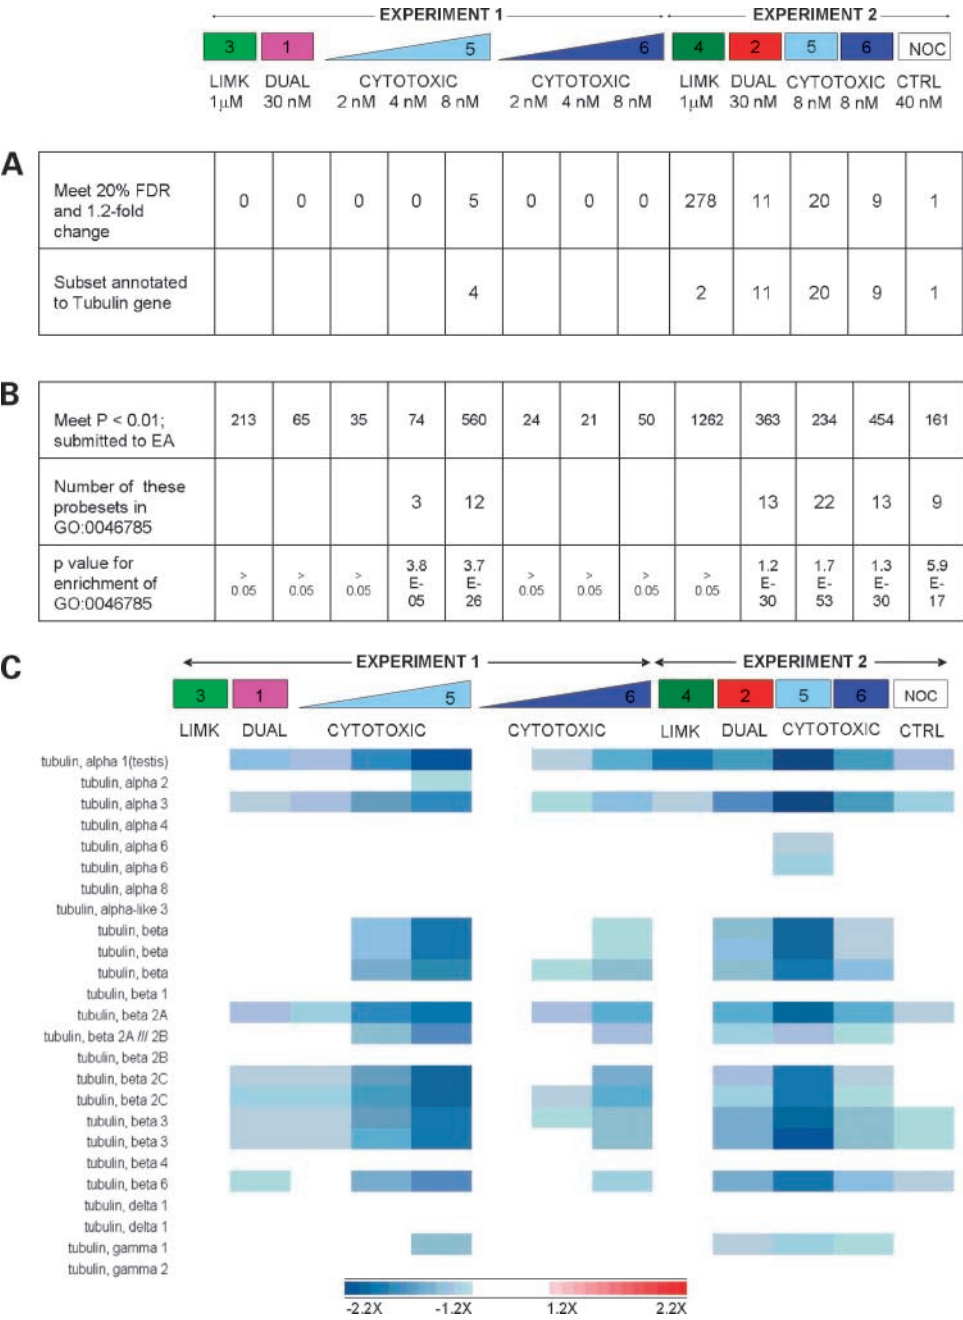 EXPERIMENT 1 EXPERIMENT 2
3 1 5 6 4 2 5 6 NOC
LIMK DUAL CYTOTOXIC CYTOTOXIC LIMK DUAL CYTOTOXIC CTRL
1µM 30 nM 2 nM 4 nM 8 nM 2 nM 4 nM 8 nM 1µM 30 nM 8 nM 8 nM 40 nM
A
Meet 20% FDR
and 1.2-fold
change
0 0 0 0 5 0 0 0 278 11 20 9 1
Subset annotated
to Tubulin gene
4 2 11 20 9 1
B
Meet P < 0.01;
submitted to EA
213 65 35 74 560 24 21 50 1262 363 234 454 161
Number of these
probesets in
GO:0046785
3 12 13 22 13 9
p value for
enrichment of
GO:0046785
> 0.05 > 0.05 > 0.05 3.8 E- 05 3.7 E- 26 > 0.05 > 0.05 > 0.05 > 0.05 1.2 E- 30 1.7 E- 53 1.3 E- 30 5.9 E- 17
C
EXPERIMENT 1 EXPERIMENT 2
3 1 5 6 4 2 5 6 NOC
LIMK DUAL CYTOTOXIC CYTOTOXIC LIMK DUAL CYTOTOXIC CTRL
tubulin, alpha 1(testis)
tubulin, alpha 2
tubulin, alpha 3
tubulin, alpha 4
tubulin, alpha 6
tubulin, alpha 6
tubulin, alpha 8
tubulin, alpha-like 3
tubulin, beta
tubulin, beta
tubulin, beta
tubulin, beta 1
tubulin, beta 2A
tubulin, beta 2A /// 2B
tubulin, beta 2B
tubulin, beta 2C
tubulin, beta 2C
tubulin, beta 3
tubulin, beta 3
tubulin, beta 4
tubulin, beta 6
tubulin, delta 1
tubulin, delta 1
tubulin, gamma 1
tubulin, gamma 2
-2.2X -1.2X 1.2X 2.2X